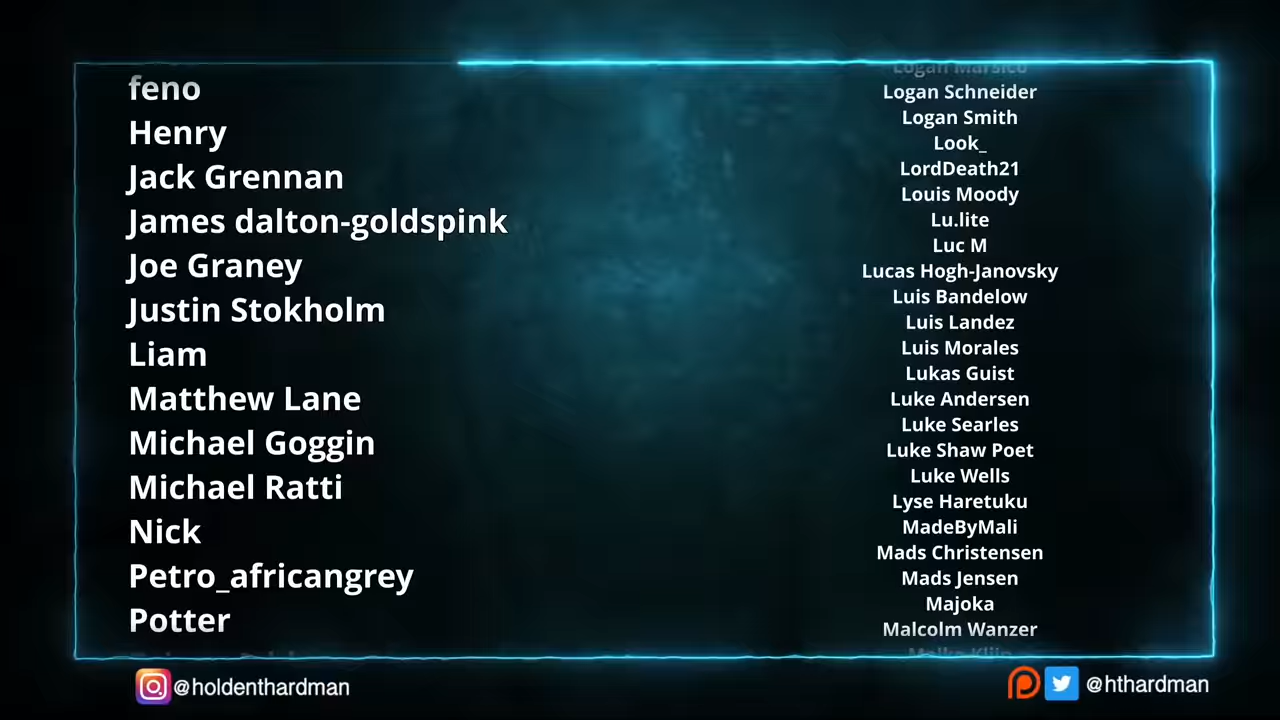 feno
Henry
Jack Grennan
James dalton-goldspink
Joe Graney
Justin Stokholm
Liam
Matthew Lane
Michael Goggin
Michael Ratti
Nick
Petro_africangrey
Potter
Logan Marsico
Logan Schneider
Logan Smith
Look_
LordDeath21
Louis Moody
Lu.lite
Luc M
Lucas Hogh-Janovsky
Luis Bandelow
Luis Landez
Luis Morales
Lukas Guist
Luke Andersen
Luke Searles
Luke Shaw Poet
Luke Wells
Lyse Haretuku
MadeByMali
Mads Christensen
Mads Jensen
Majoka
Malcolm Wanzer
@holdenthardman
@hthardman